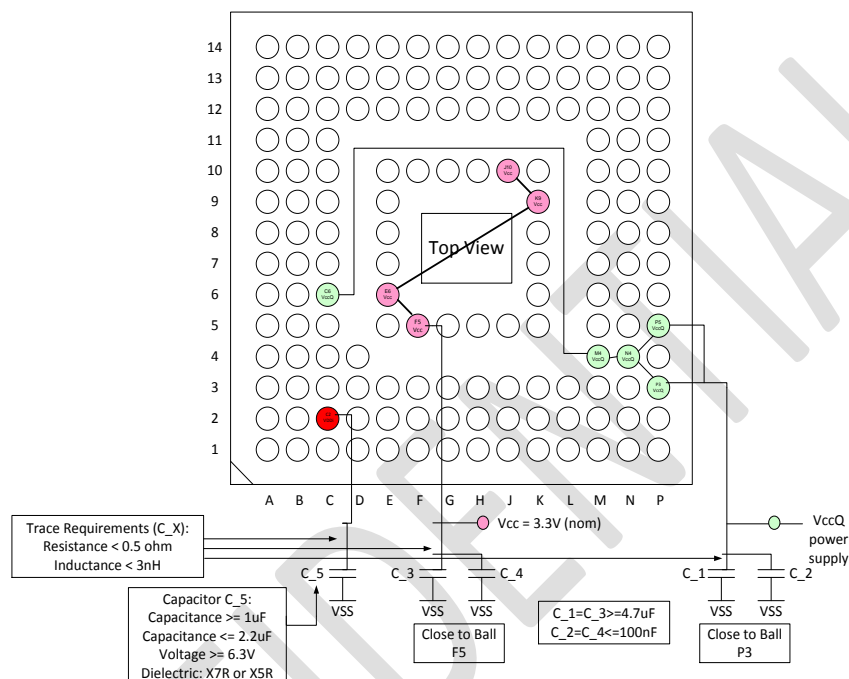 14
13
12
11
10
J10
Vcc
9
K9
Vcc
8
Top View
7
6
C6
VccQ
E6
Vcc
5
F5
Vcc
P5
VccQ
4
M4
VccQ
N4
VccQ
3
P3
VccQ
2
1
A B C D E F G H J K L M N P
Trace Requirements (C_X):
Resistance < 0.5 ohm
Inductance < 3nH
Vcc = 3.3V (nom)
VccQ
power
supply
C_5
C_3
C_4
C_1
C_2
VSS
VSS
VSS
VSS
VSS
Capacitor C_5:
Capacitance >= 1uF
Capacitance <= 2.2uF
Voltage >= 6.3V
Dielectric: X7R or X5R
Close to Ball
F5
C_1=C_3>=4.7uF
C_2=C_4<=100nF
Close to Ball
P3